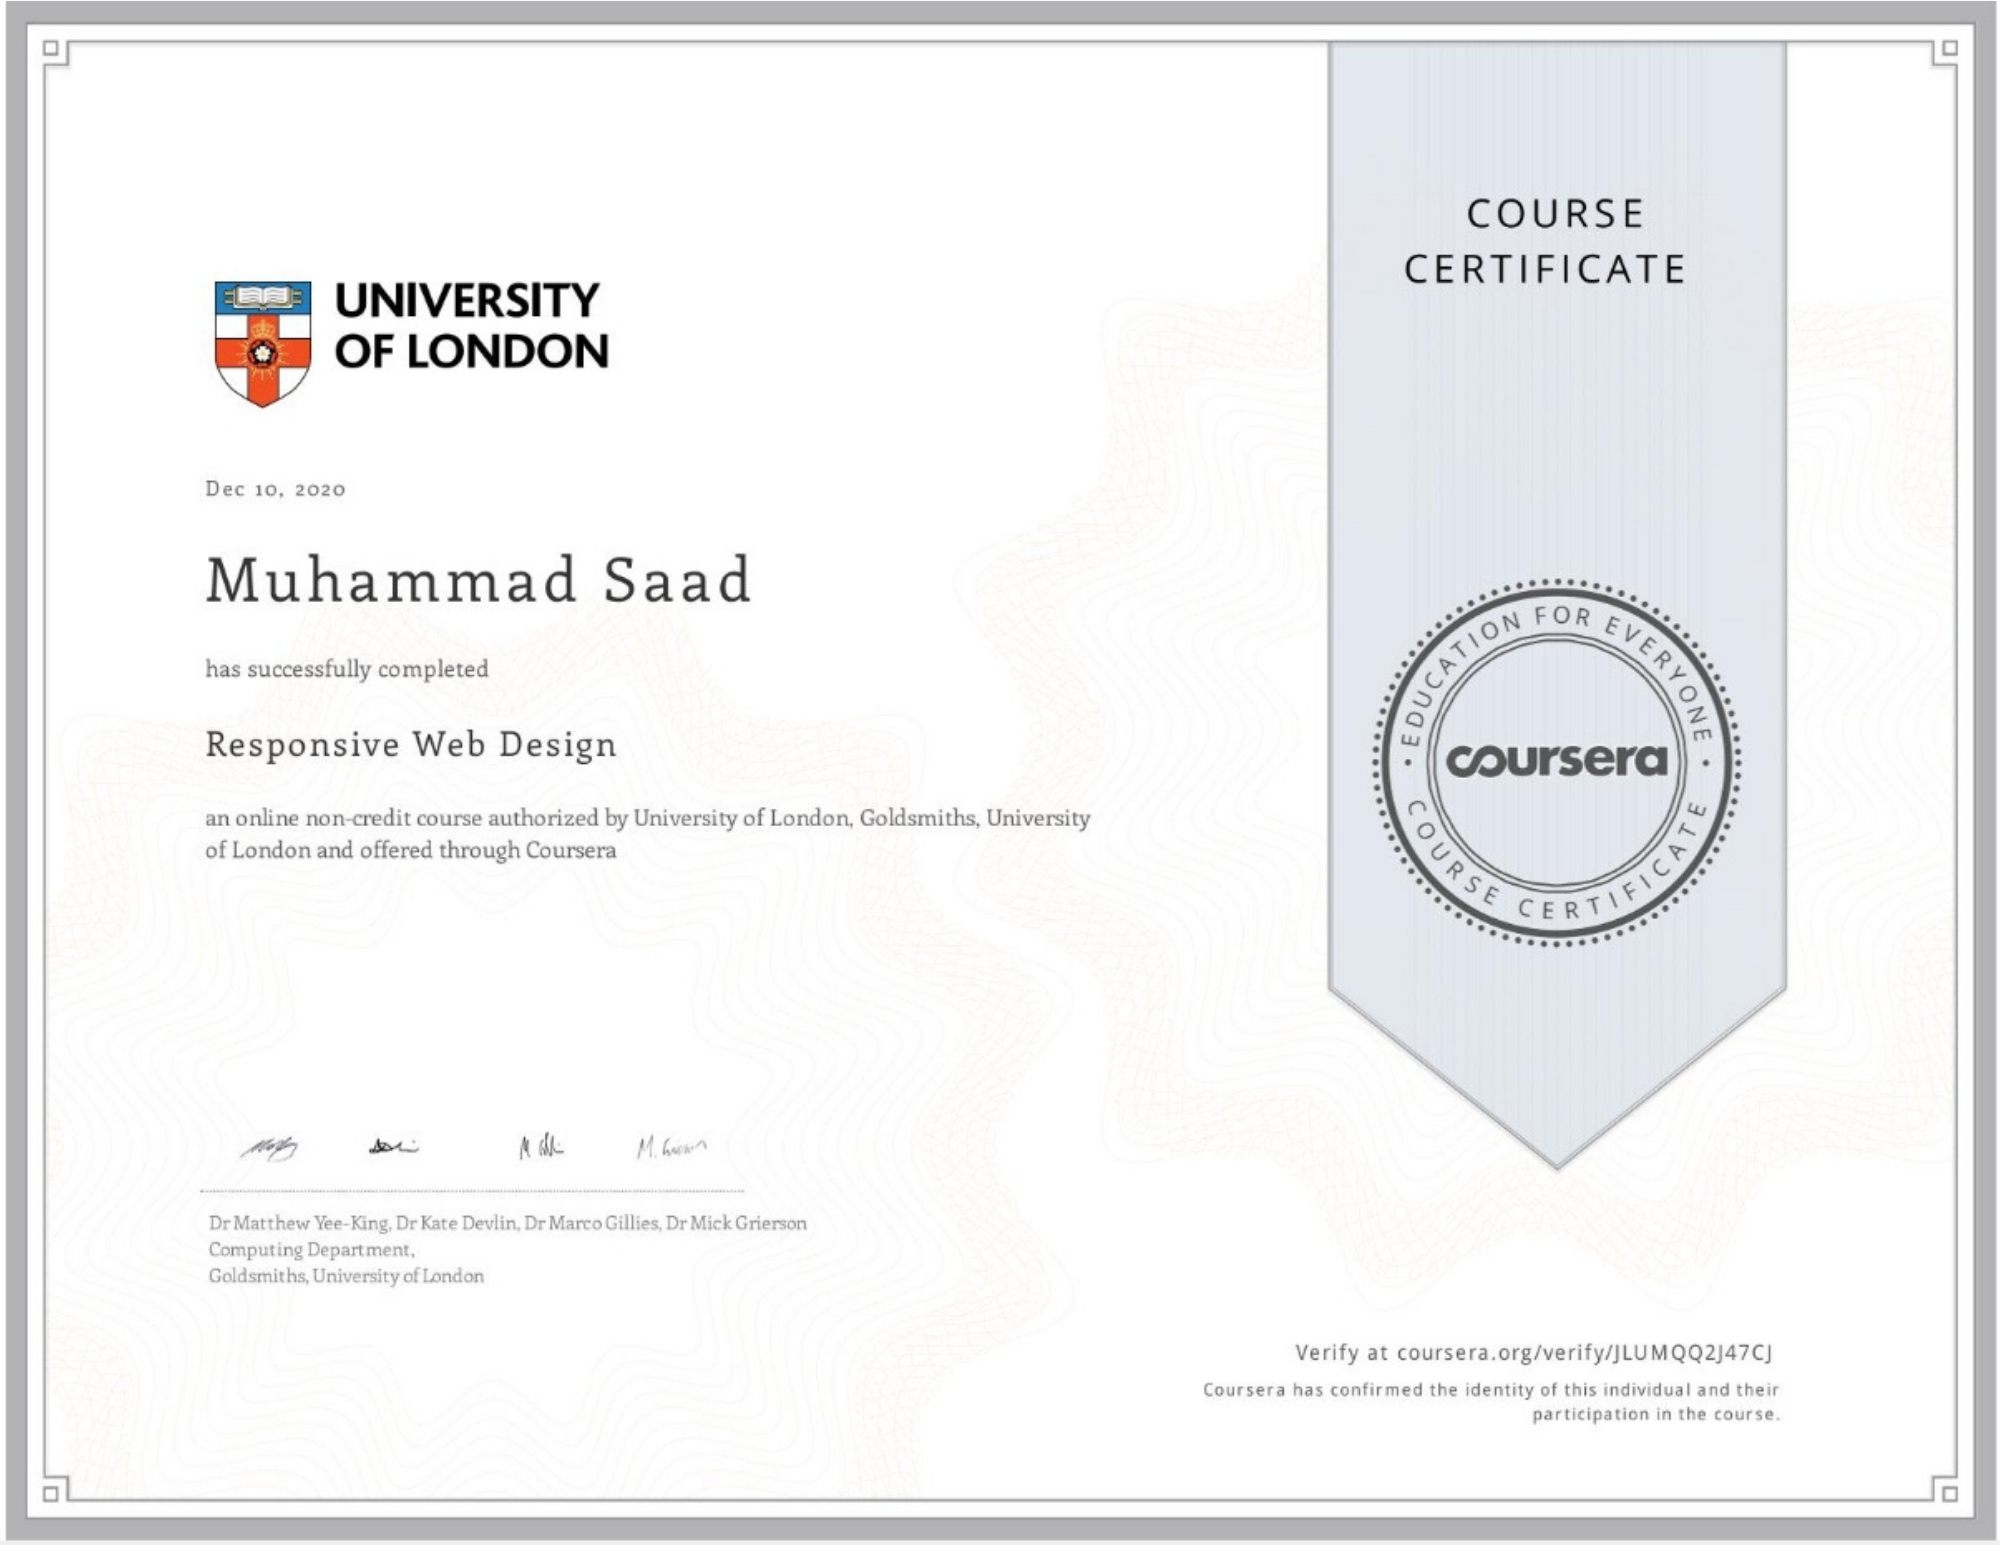 COURSE
CERTIFICATE
UNIVERSITY
OF LONDON
Dec 10, 2020
Muhammad Saad
has successfully completed
Responsive Web Design
an online non-credit course authorized by University of London, Goldsmiths, University
of London and offered through Coursera
EDUCATION FOR EVERYONE
coursera
COURSE CERTIFICATE
M. Grierson
Dr Matthew Yee-King, Dr Kate Devlin, Dr Marco Gillies, Dr Mick Grierson
Computing Department,
Goldsmiths, University of London
Verify at coursera.org/verify/JLUMQQ2J47CJ
Coursera has confirmed the identity of this individual and their
participation in the course.